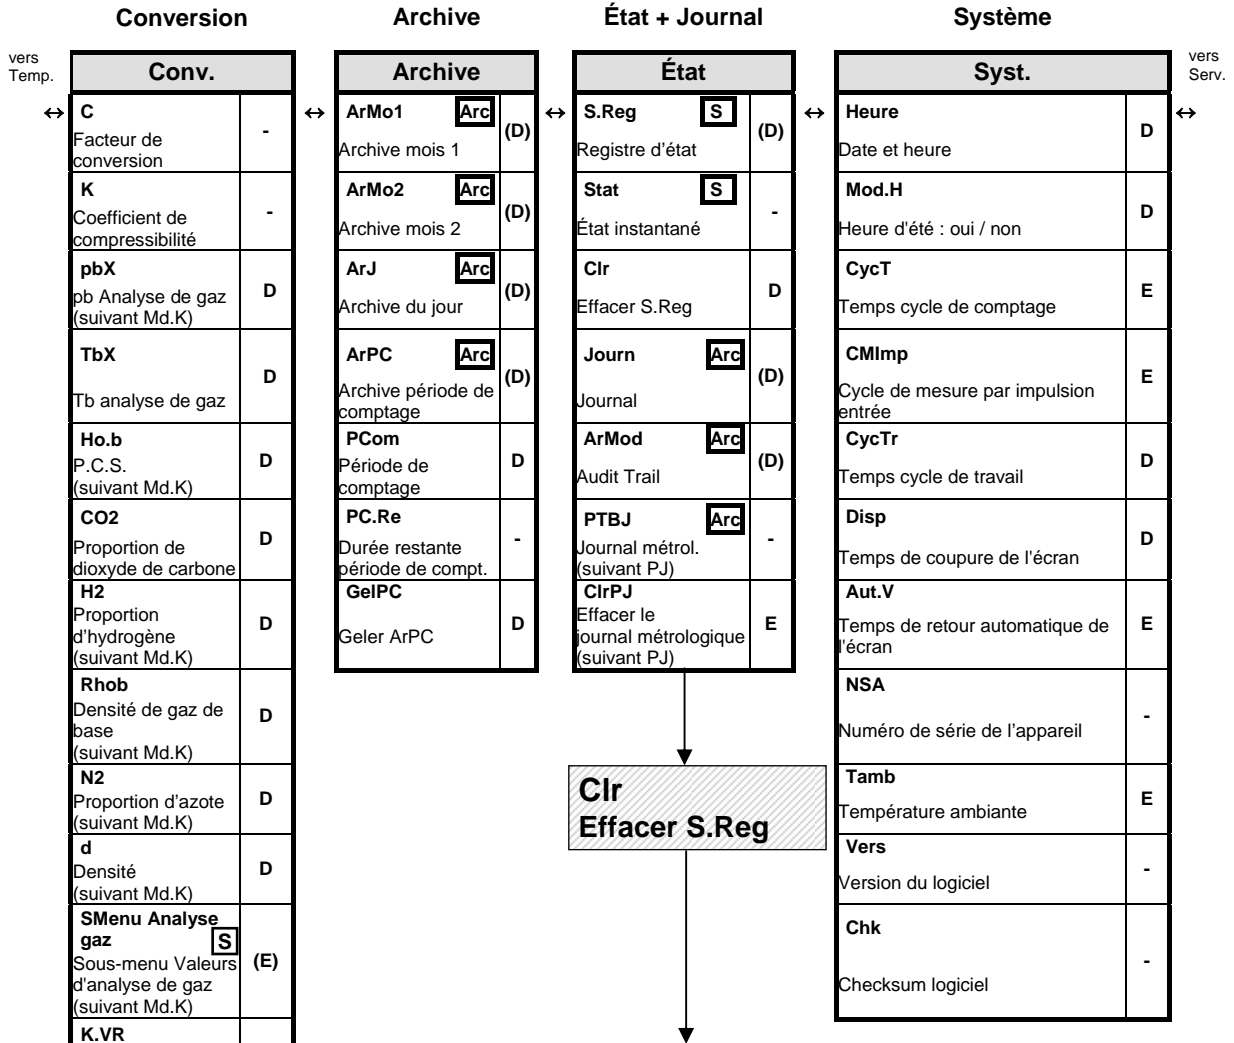 Conversion
Archive
État + Journal
Système
vers
Temp.
Conv.
↔ C
Facteur de
conversion
-
K
Coefficient de
compressibilité
-
pbX
pb Analyse de gaz
(suivant Md.K)
D
TbX
Tb analyse de gaz
D
Ho.b
P.C.S.
(suivant Md.K)
D
CO2
Proportion de
dioxyde de carbone
D
H2
Proportion
d'hydrogène
(suivant Md.K)
D
Rhob
Densité de gaz de
base
(suivant Md.K)
D
N2
Proportion d'azote
(suivant Md.K)
D
d
Densité
(suivant Md.K)
D
SMenu Analyse
gaz S
Sous-menu Valeurs
d'analyse de gaz
(suivant Md.K)
(E)
K.VR
Archive
↔ ArMo1 Arc
Archive mois 1
(D)
ArMo2 Arc
Archive mois 2
(D)
ArJ Arc
Archive du jour
(D)
ArPC Arc
Archive période de
comptage
(D)
PCom
Période de
comptage
D
PC.Re
Durée restante
période de compt.
-
GelPC
Geler ArPC
D
État
↔ S.Reg S
Registre d'état
(D)
Stat S
État instantané
-
Clr
Effacer S.Reg
D
Journ Arc
Journal
(D)
ArMod Arc
Audit Trail
(D)
PTBJ Arc
Journal métrol.
(suivant PJ)
-
ClrPJ
Effacer le
journal métrologique
(suivant PJ)
E
Clr
Effacer S.Reg
Syst.
↔ Heure
Date et heure
D
Mod.H
Heure d'été : oui / non
D
CycT
Temps cycle de comptage
E
CMImp
Cycle de mesure par impulsion
entrée
E
CycTr
Temps cycle de travail
D
Disp
Temps de coupure de l'écran
D
Aut.V
Temps de retour automatique de
l'écran
E
NSA
Numéro de série de l'appareil
-
Tamb
Température ambiante
E
Vers
Version du logiciel
-
Chk
Checksum logiciel
-
vers
Serv.
↔